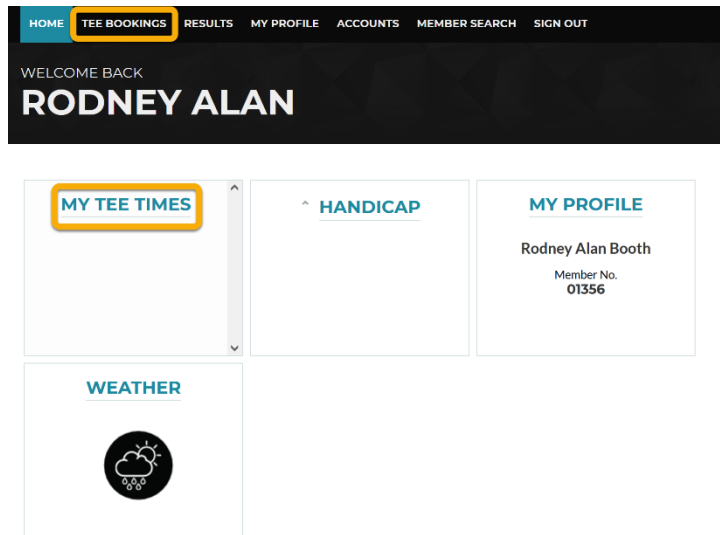 HOME TEE BOOKINGS RESULTS MY PROFILE ACCOUNTS MEMBER SEARCH SIGN OUT
WELCOME BACK
RODNEY ALAN
MY TEE TIMES
HANDICAP
MY PROFILE
Rodney Alan Booth
Member No.
01356
WEATHER